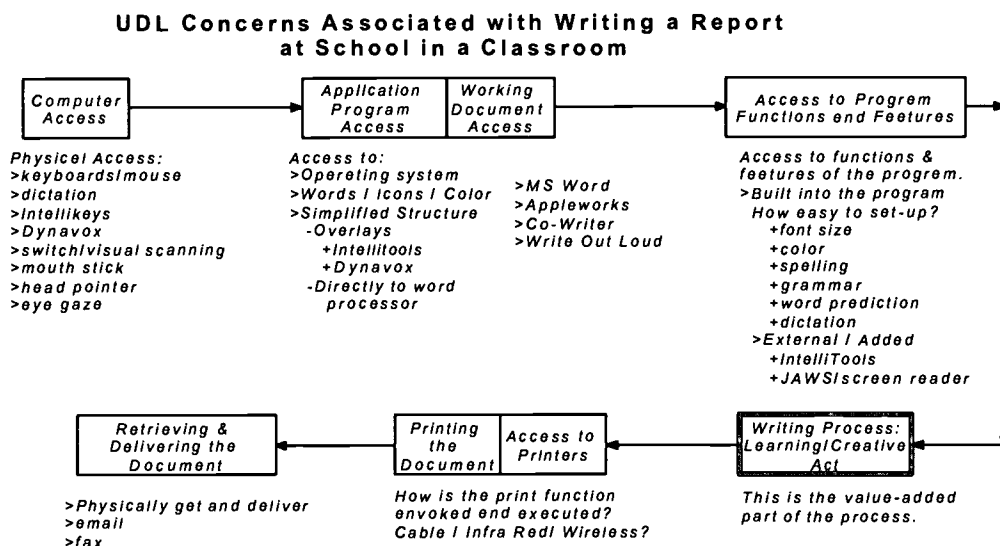 UDL Concerns Associated with Writing a Report
at School in a Classroom
Computer
Access
Application
Program
Access
Working
Document
Access
Access to Progrem
Functions end Features
Physicel Access:
>keyboards/mouse
>dictation
>Intellikeys
>Dynavox
>switch/visual scanning
>mouth stick
>head pointer
>eye gaze
Access to:
>Operating system
>Words / Icons / Color
>Simplified Structure
-Overlays
+Intellitools
+Dynavox
-Directly to word
processor
>MS Word
>Appleworks
>Co-Writer
>Write Out Loud
Access to functions &
features of the program.
>Built into the program
How easy to set-up?
+font size
+color
+spelling
+grammar
+word prediction
+dictation
>External / Added
+IntelliTools
+JAWS/screen reader
Retrieving &
Delivering the
Document
Printing
the
Document
Access to
Printers
Writing Process:
Learning/Creative
Act
>Physically get and deliver
>email
>fax
How is the print function
envoked end executed?
Cable / Infra Red/ Wireless?
This is the value-added
part of the process.